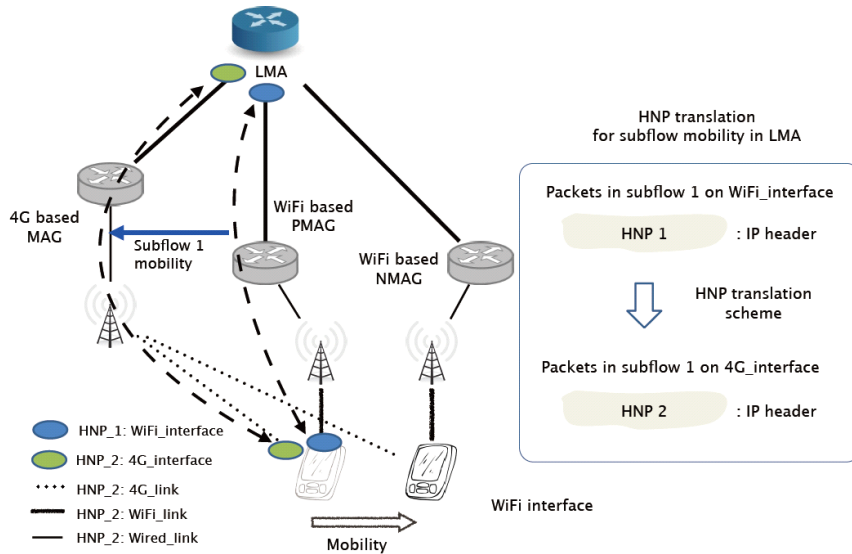 LMA
HNP translation
for subflow mobility in LMA
Packets in subflow 1 on WiFi_interface
HNP 1
: IP header
HNP translation
scheme
Packets in subflow 1 on 4G_interface
HNP 2
: IP header
4G based
MAG
Subflow 1
mobility
WiFi based
PMAG
WiFi based
NMAG
HNP_1: WiFi_interface
HNP_2: 4G_interface
HNP_2: 4G_link
HNP_2: WiFi_link
HNP_2: Wired_link
Mobility
WiFi interface